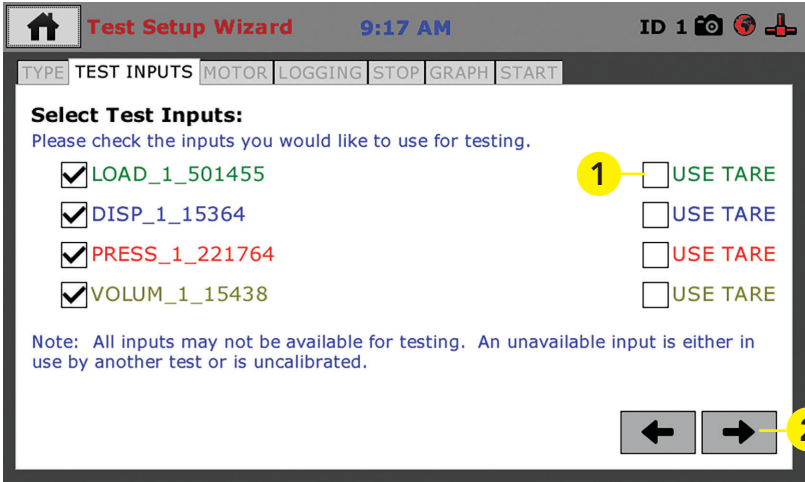 Test Setup Wizard 9:17 AM ID 1
TYPE TEST INPUTS MOTOR LOGGING STOP GRAPH START
Select Test Inputs:
Please check the inputs you would like to use for testing.
LOAD_1_501455 1 USE TARE
DISP_1_15364 USE TARE
PRESS_1_221764 USE TARE
VOLUM_1_15438 USE TARE
Note: All inputs may not be available for testing. An unavailable input is either in
use by another test or is uncalibrated.
2